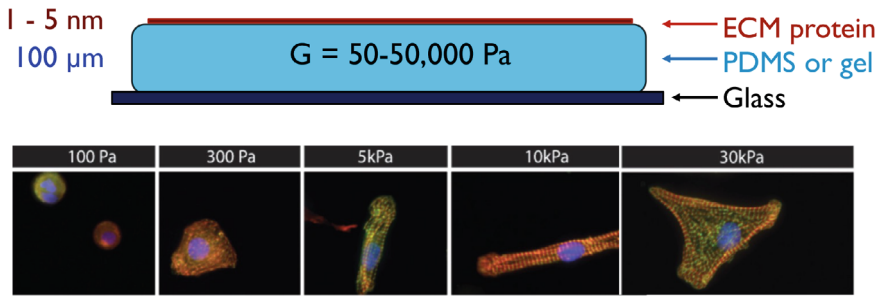 1 - 5 nm
ECM protein
100 µm
G = 50-50,000 Pa
PDMS or gel
Glass
100 Pa
300 Pa
5kPa
10kPa
30kPa